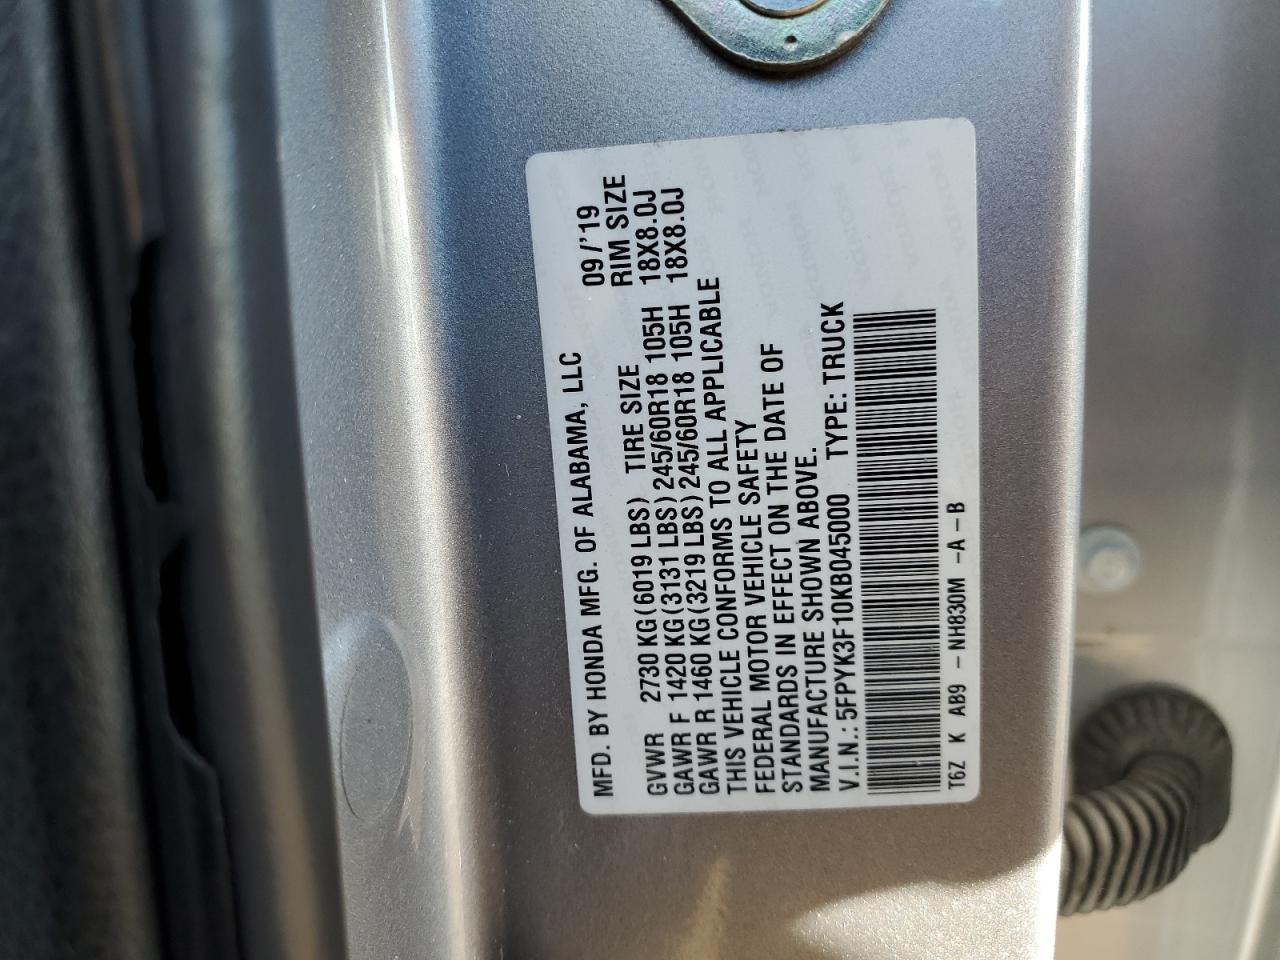 MFD. BY HONDA MFG. OF ALABAMA, LLC 09/'19
GVWR 2730 KG(6019 LBS) TIRE SIZE RIM SIZE
GAWR F 1420 KG(3131 LBS) 245/60R18 105H 18X8.0J
GAWR R 1460 KG(3219 LBS) 245/60R18 105H 18X8.0J
THIS VEHICLE CONFORMS TO ALL APPLICABLE
FEDERAL MOTOR VEHICLE SAFETY
STANDARDS IN EFFECT ON THE DATE OF
MANUFACTURE SHOWN ABOVE.
V.I.N.: 5FPYK3F10KB045000 TYPE: TRUCK
T6Z K AB9 - NH830M -A-B